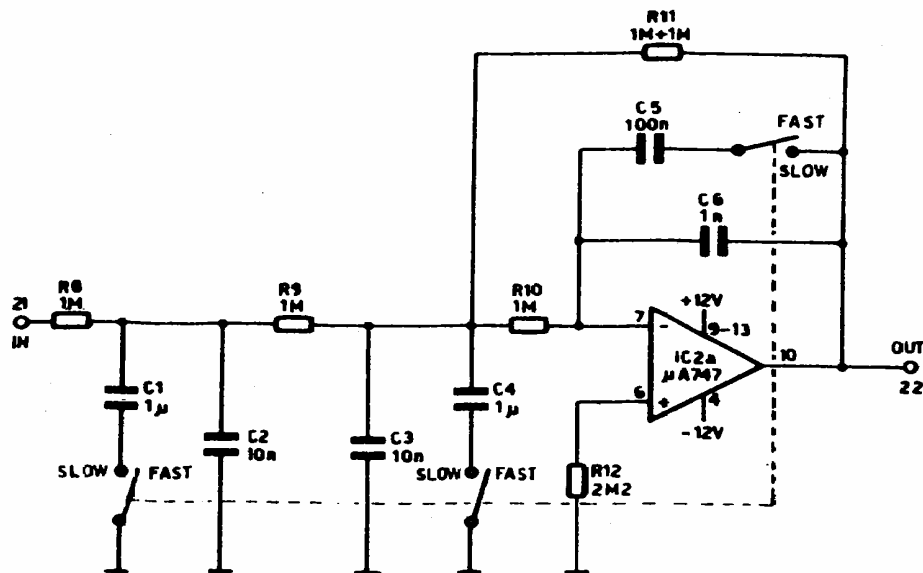 R11
1M+1M
C5
100n
FAST
SLOW
C6
1n
21
IN
R8
1M
R9
1M
R10
1M
7
-
+12V
9-13
IC2a
µA747
10
OUT
22
6
+
4
-12V
C1
1µ
C2
10n
C3
10n
C4
1µ
SLOW
FAST
SLOW
FAST
R12
2M2